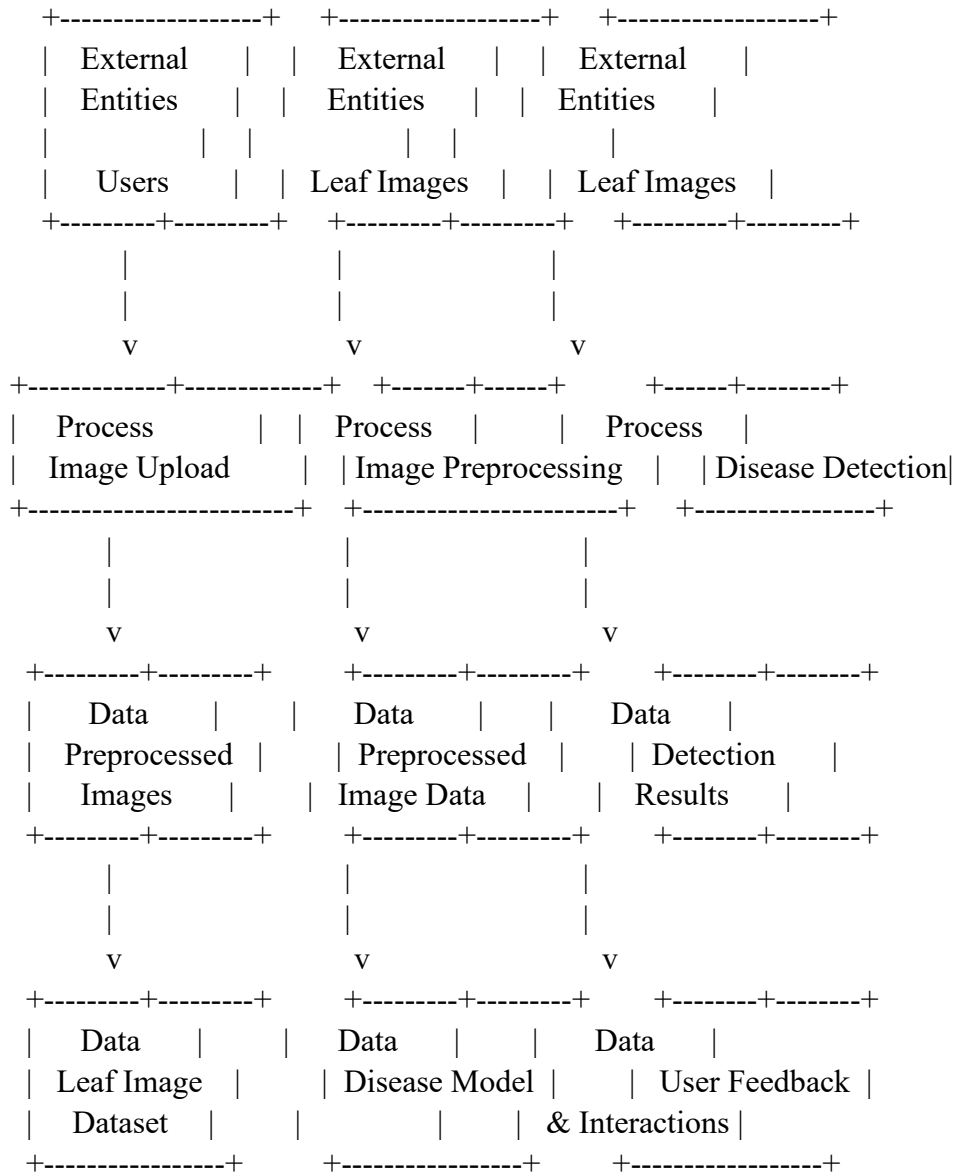 +-------------------+ +-------------------+ +-------------------+
| External | | External | | External |
| Entities | | Entities | | Entities |
| | | | | |
| Users | | Leaf Images | | Leaf Images |
+---------+---------+ +---------+---------+ +---------+---------+
| | |
| | |
v v v
+-------------+-------------+ +-------+------+ +------+--------+
| Process | | Process | | Process |
| Image Upload | | Image Preprocessing | | Disease Detection|
+-------------------------+ +------------------------+ +-----------------+
| | |
| | |
v v v
+---------+---------+ +---------+---------+ +--------+--------+
| Data | | Data | | Data |
| Preprocessed | | Preprocessed | | Detection |
| Images | | Image Data | | Results |
+---------+---------+ +---------+---------+ +--------+--------+
| | |
| | |
v v v
+---------+---------+ +---------+---------+ +--------+--------+
| Data | | Data | | Data |
| Leaf Image | | Disease Model | | User Feedback |
| Dataset | | | | & Interactions |
+-----------------+ +-----------------+ +-----------------+